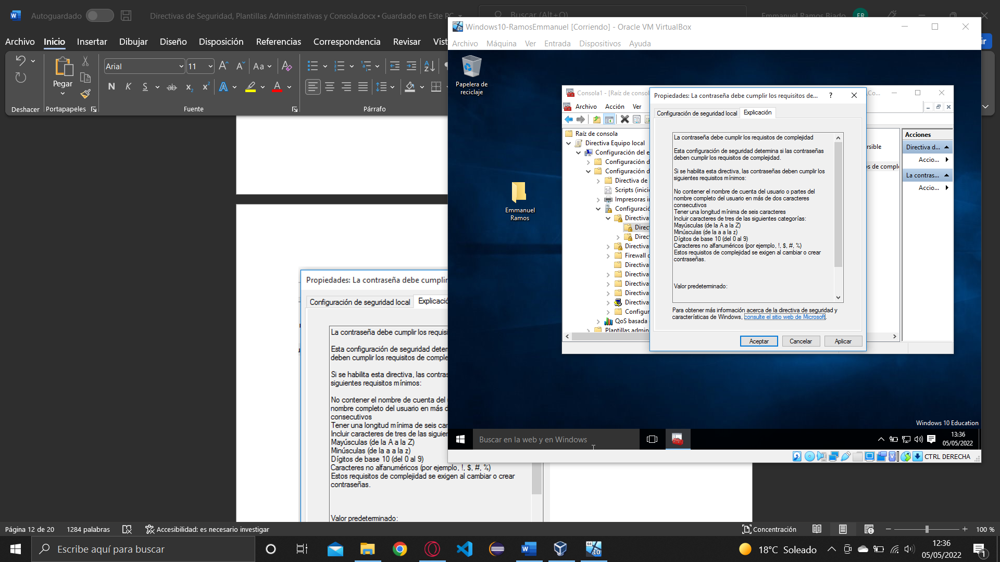 Autoguardado
Directivas de Seguridad, Plantillas Administrativas y Consola.docx • Guardado en Este PC
Buscar (Alt+Q)
Emmanuel Ramos Biado
ER
Archivo Inicio Insertar Dibujar Diseño Disposición Referencias Correspondencia Revisar Vist
Arial
11
Pegar
Deshacer
Portapapeles
Fuente
Párrafo
Windows10-RamosEmmanuel [Corriendo] - Oracle VM VirtualBox
Archivo Máquina Ver Entrada Dispositivos Ayuda
Papelera de
reciclaje
Emmanuel
Ramos
Consola1 - [Raíz de conso
Archivo Acción Ver
Raíz de consola
Directiva Equipo local
Configuración del e
Configuración d
Configuración d
Directiva de
Scripts (inici
Impresoras i
Configuració
Directiva
Direct
Direc
Directiva
Firewall d
Directiva
Directiva
Directiva
Directiva
Directiva
Configur
QoS basada
Plantillas admin
Propiedades: La contraseña debe cumplir los requisitos de...
Configuración de seguridad local
Explicación
La contraseña debe cumplir los requisitos de complejidad
Esta configuración de seguridad determina si las contraseñas
deben cumplir los requisitos de complejidad.
Si se habilita esta directiva, las contraseñas deben cumplir los
siguientes requisitos mínimos:
No contener el nombre de cuenta del usuario o partes del
nombre completo del usuario en más de dos caracteres
consecutivos
Tener una longitud mínima de seis caracteres
Incluir caracteres de tres de las siguientes categorías:
Mayúsculas (de la A a la Z)
Minúsculas (de la a a la z)
Dígitos de base 10 (del 0 al 9)
Caracteres no alfanuméricos (por ejemplo, !, $, #, %)
Estos requisitos de complejidad se exigen al cambiar o crear
contraseñas.
Valor predeterminado:
Para obtener más información acerca de la directiva de seguridad y
características de Windows, consulte el sitio web de Microsoft.
Aceptar
Cancelar
Aplicar
rsible
s de comple
Acciones
Directiva d...
Accio...
La contras...
Accio...
Windows 10 Education
Buscar en la web y en Windows
13:36
05/05/2022
CTRL DERECHA
Propiedades: La contraseña debe cumplir
Configuración de seguridad local
Explicació
La contraseña debe cumplir los requisi
Esta configuración de seguridad deter
deben cumplir los requisitos de comple
Si se habilita esta directiva, las contras
siguientes requisitos mínimos:
No contener el nombre de cuenta del
nombre completo del usuario en más d
consecutivos
Tener una longitud mínima de seis car
Incluir caracteres de tres de las siguier
Mayúsculas (de la A a la Z)
Minúsculas (de la a a la z)
Dígitos de base 10 (del 0 al 9)
Caracteres no alfanuméricos (por ejemplo, !, $, #, %)
Estos requisitos de complejidad se exigen al cambiar o crear
contraseñas.
Valor predeterminado:
Página 12 de 20
1284 palabras
Accesibilidad: es necesario investigar
Concentración
100 %
Escribe aquí para buscar
18°C Soleado
12:36
05/05/2022
1